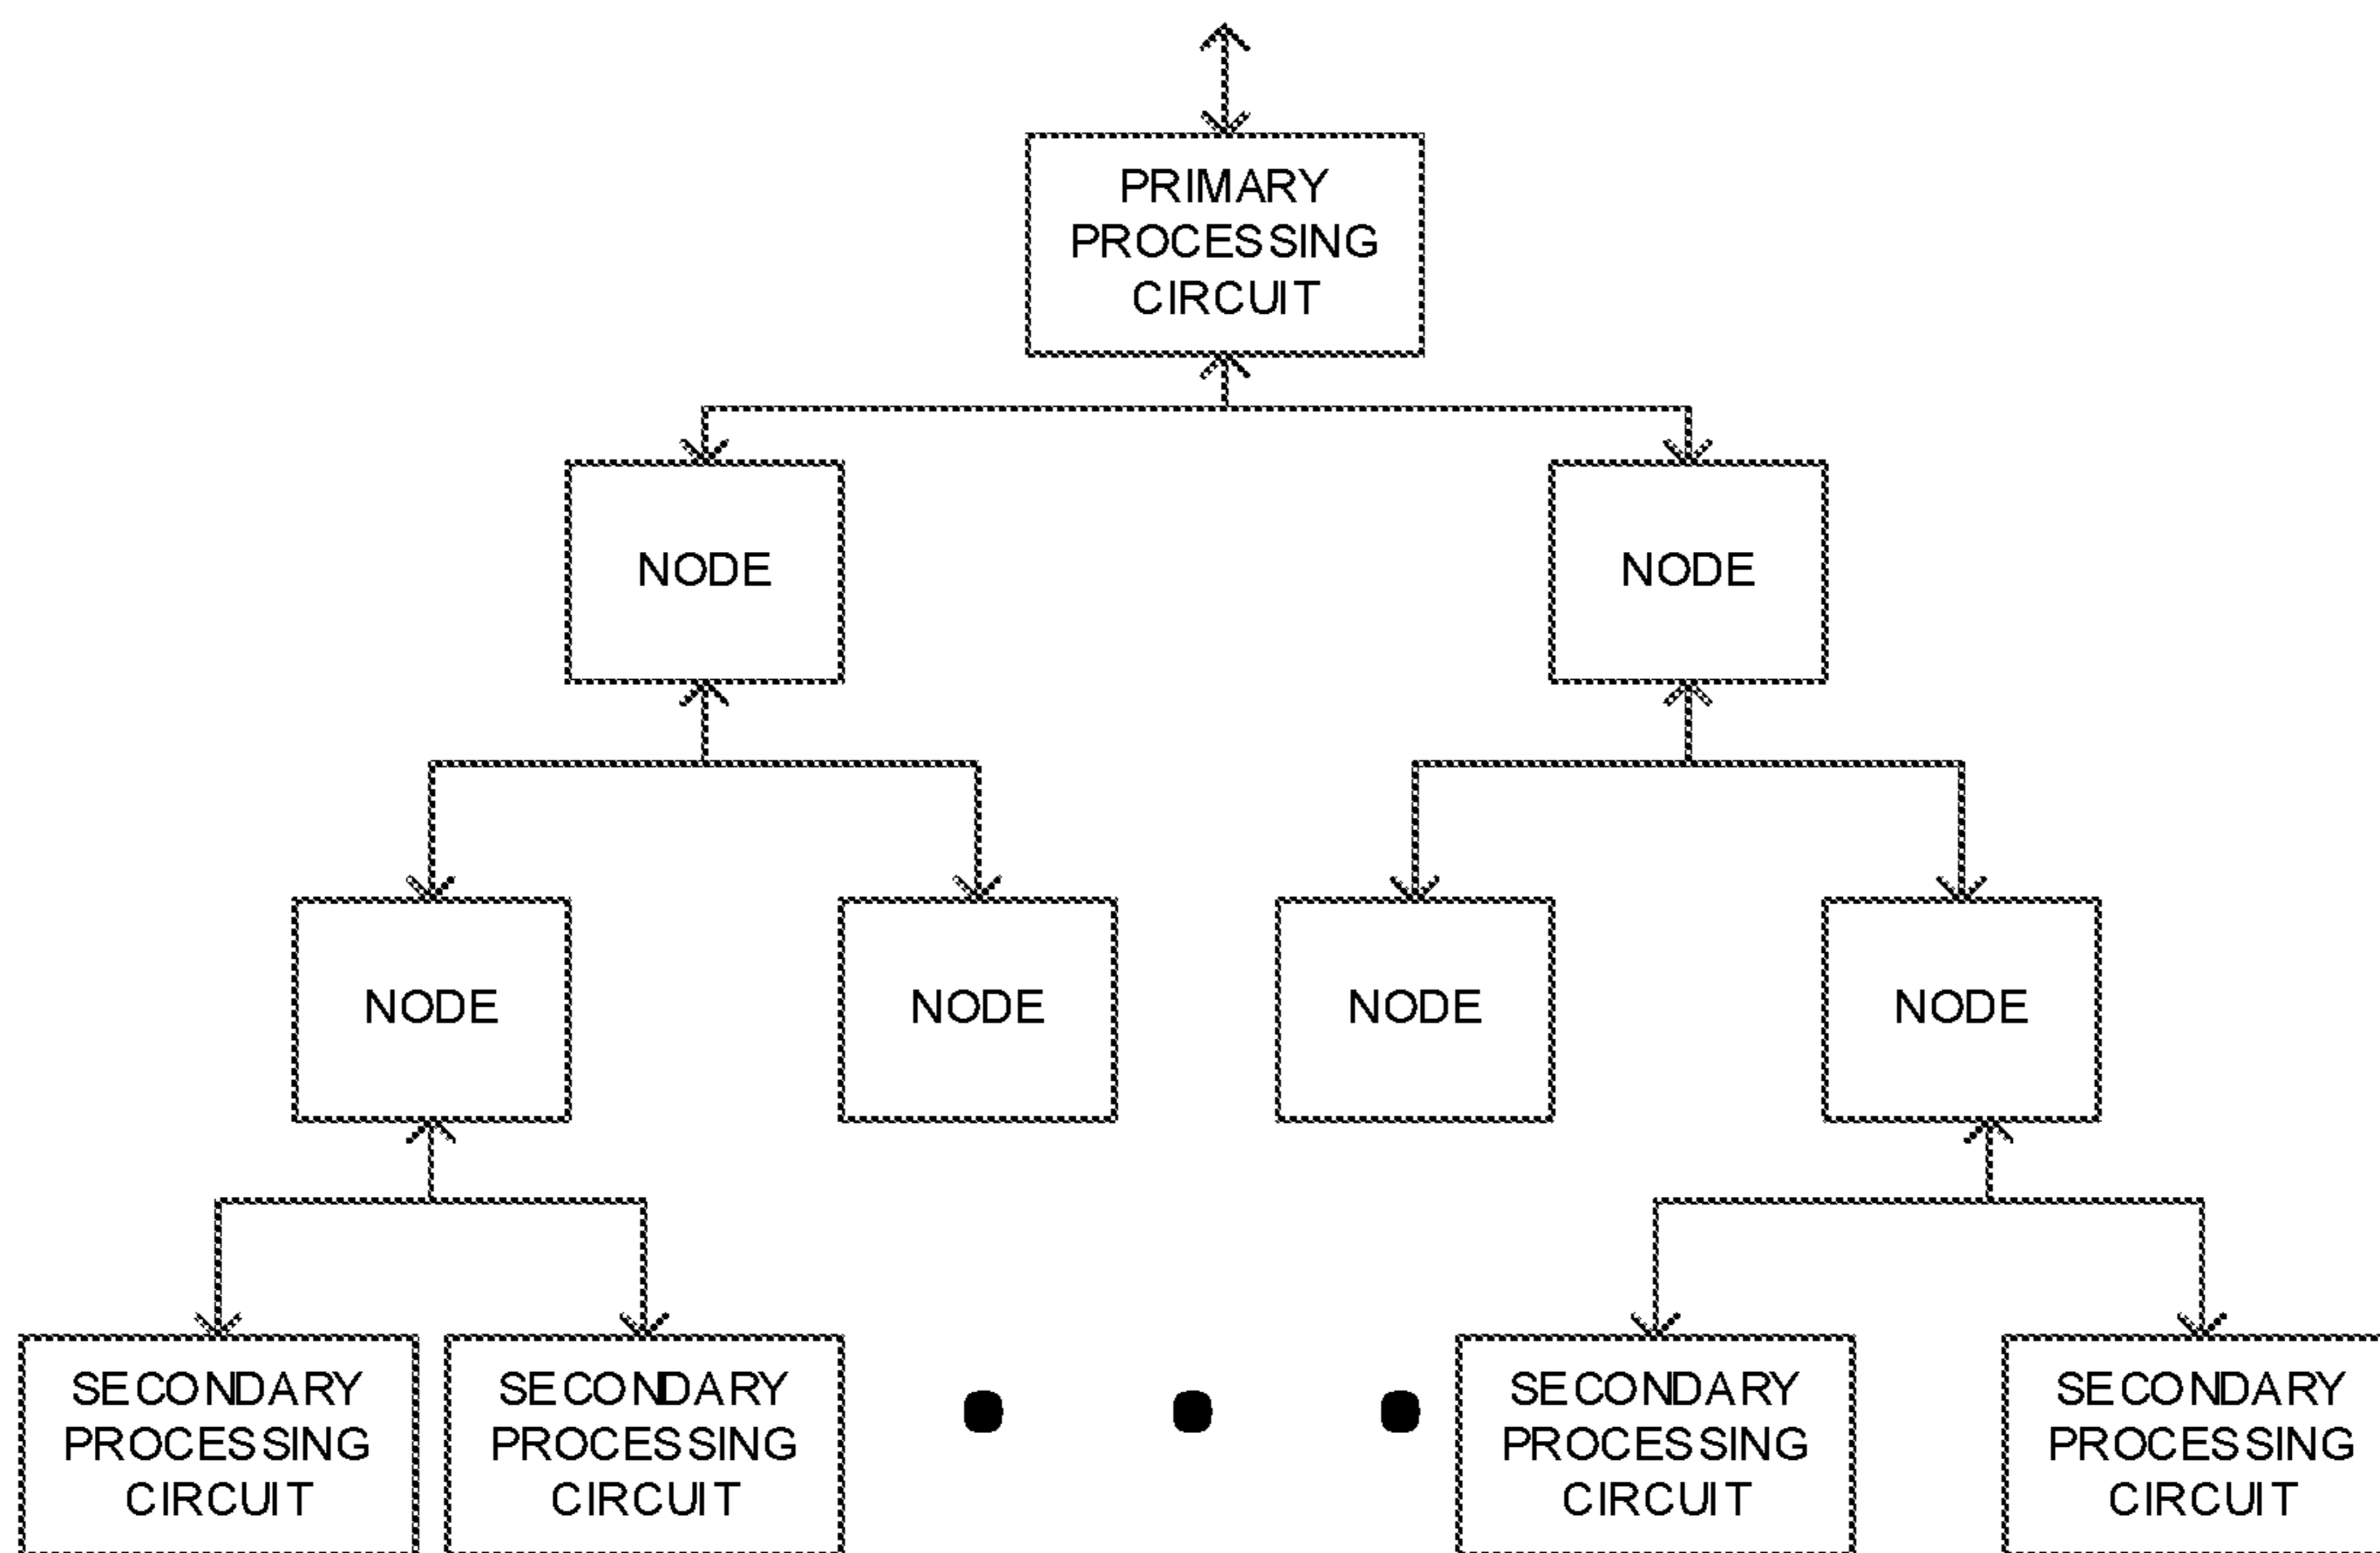 PRIMARY
PROCESSING
CIRCUIT
NODE
NODE
NODE
NODE
NODE
NODE
SECONDARY
PROCESSING
CIRCUIT
SECONDARY
PROCESSING
CIRCUIT
SECONDARY
PROCESSING
CIRCUIT
SECONDARY
PROCESSING
CIRCUIT